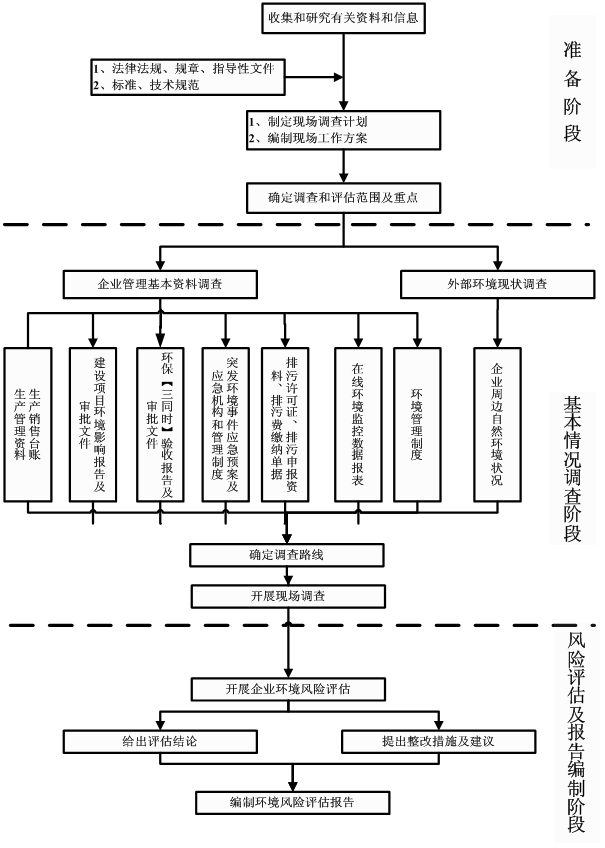 收集和研究有关资料和信息
1、法律法规、规章、指导性文件
2、标准、技术规范
1、制定现场调查计划
2、编制现场工作方案
确定调查和评估范围及重点
准备阶段
企业管理基本资料调查
外部环境现状调查
生产销售台账
生产管理资料
建设项目环境影响报告及
审批文件
环保【三同时】验收报告及
审批文件
突发环境事件应急预案及
应急机构和管理制度
排污许可证、排污申报资
料、排污费缴纳单据
在线环境监控数据报表
环境管理制度
企业周边自然环境状况
确定调查路线
开展现场调查
基本情况调查阶段
开展企业环境风险评估
给出评估结论
提出整改措施及建议
编制环境风险评估报告
风险评估及报告编制阶段